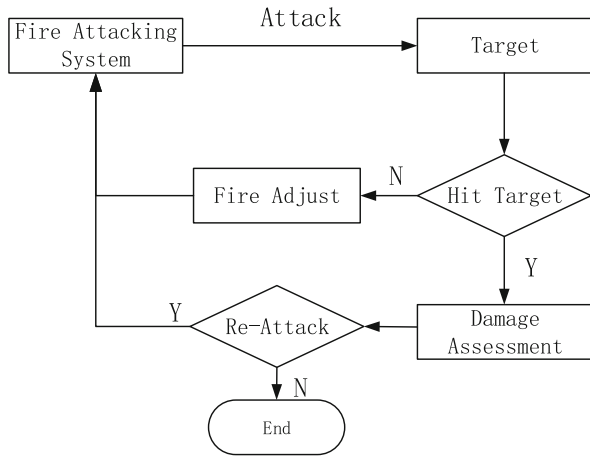 Attack
Fire Attacking
System
Target
Fire Adjust
N
Hit Target
Y
Y
Re-Attack
Damage
Assessment
N
End